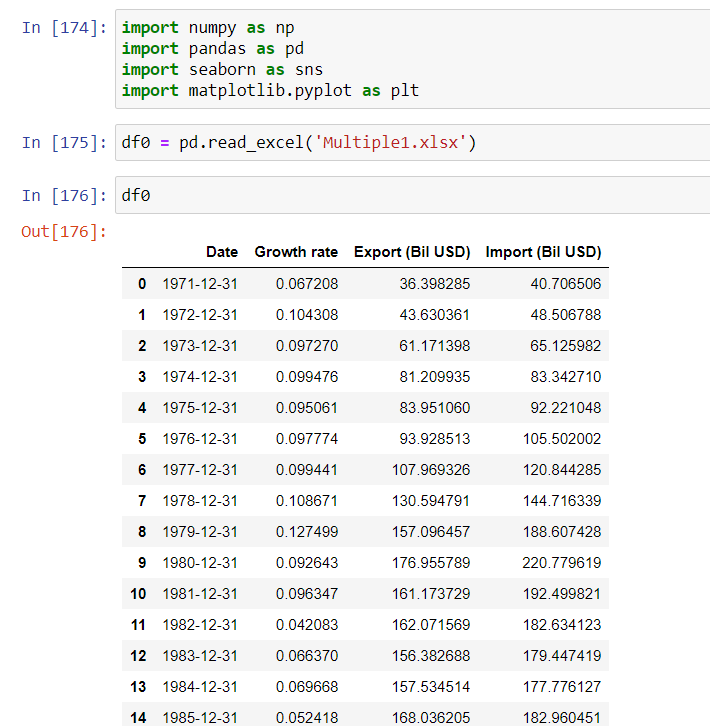 In [174]: import numpy as np
import pandas as pd
import seaborn as sns
import matplotlib.pyplot as plt
In [175]: df0 = pd.read_excel('Multiple1.xlsx')
In [176]: df0
Out[176]:
Date Growth rate Export (Bil USD) Import (Bil USD)
0 1971-12-31 0.067208 36.398285 40.706506
1 1972-12-31 0.104308 43.630361 48.506788
2 1973-12-31 0.097270 61.171398 65.125982
3 1974-12-31 0.099476 81.209935 83.342710
4 1975-12-31 0.095061 83.951060 92.221048
5 1976-12-31 0.097774 93.928513 105.502002
6 1977-12-31 0.099441 107.969326 120.844285
7 1978-12-31 0.108671 130.594791 144.716339
8 1979-12-31 0.127499 157.096457 188.607428
9 1980-12-31 0.092643 176.955789 220.779619
10 1981-12-31 0.096347 161.173729 192.499821
11 1982-12-31 0.042083 162.071569 182.634123
12 1983-12-31 0.066370 156.382688 179.447419
13 1984-12-31 0.069668 157.534514 177.776127
14 1985-12-31 0.052418 168.036205 182.960451